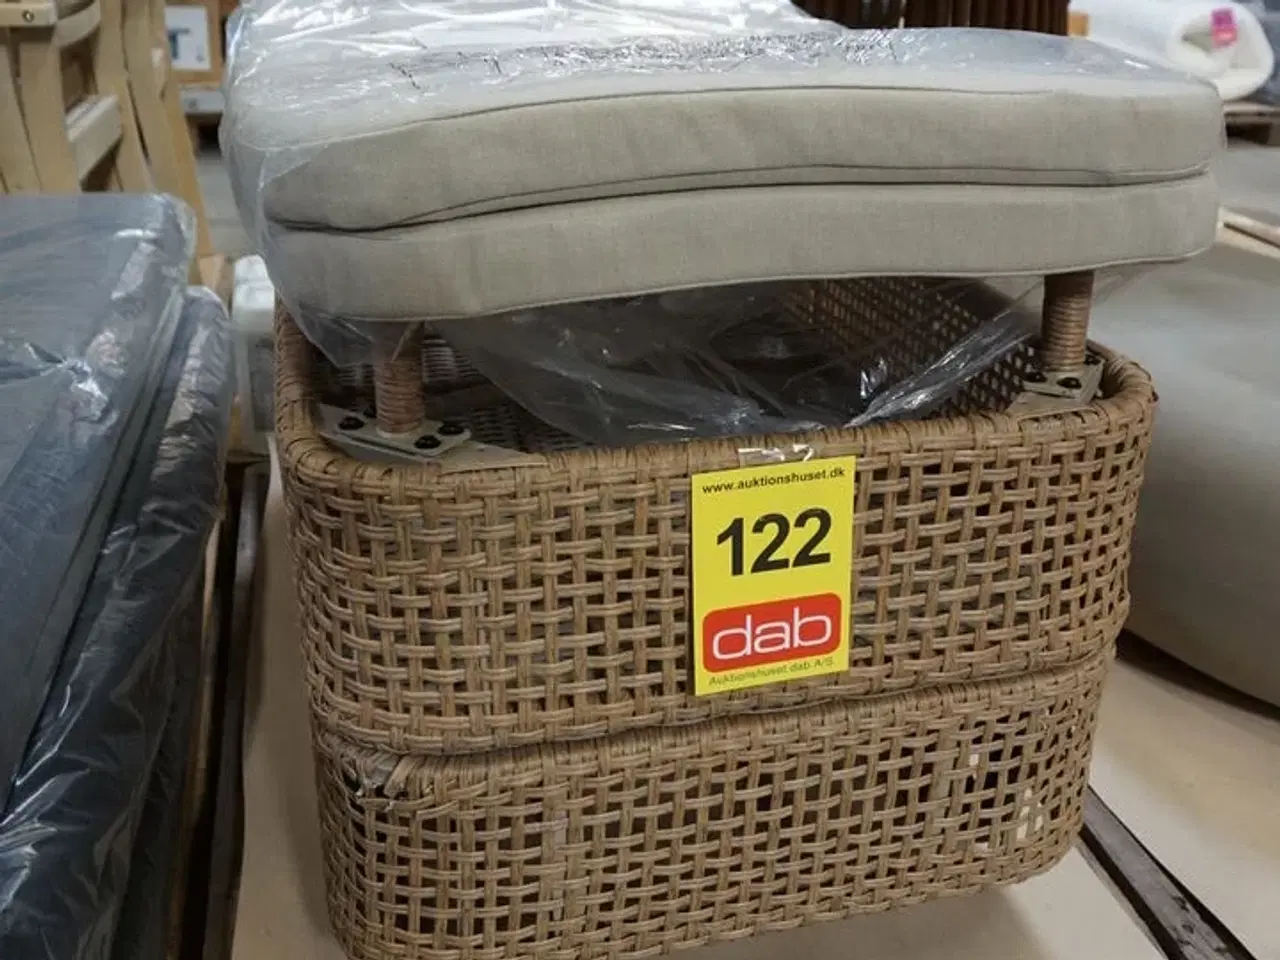 www.auktionshuset.dk
122
dab
Auktionshuset dab A/S